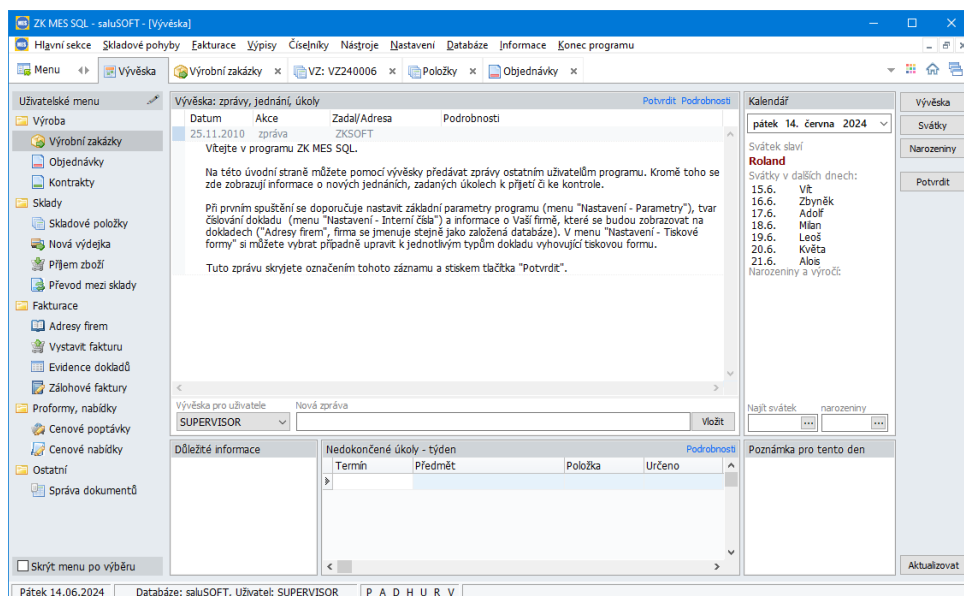 ZK MES SQL - saluSOFT - [Vývěska]
Hlavní sekce Skladové pohyby Fakturace Výpisy Číselníky Nástroje Nastavení Databáze Informace Konec programu
Menu Vývěska Výrobní zakázky VZ: VZ240006 Položky Objednávky
Uživatelské menu
Výroba
Výrobní zakázky
Objednávky
Kontrakty
Sklady
Skladové položky
Nová výdejka
Příjem zboží
Převod mezi sklady
Fakturace
Adresy firem
Vystavit fakturu
Evidence dokladů
Zálohové faktury
Proformy, nabídky
Cenové poptávky
Cenové nabídky
Ostatní
Správa dokumentů
Skrýt menu po výběru
Vývěska: zprávy, jednání, úkoly Potvrdit Podrobnosti
Datum Akce Zadal/Adresa Podrobnosti
25.11.2010 zpráva ZKSOFT
Vítejte v programu ZK MES SQL.
Na této úvodní straně můžete pomocí vývěsky předávat zprávy ostatním uživatelům programu. Kromě toho se
zde zobrazují informace o nových jednáních, zadaných úkolech k přijetí či ke kontrole.
Při prvním spuštění se doporučuje nastavit základní parametry programu (menu "Nastavení - Parametry"), tvar
číslování dokladu (menu "Nastavení - Interní čísla") a informace o Vaší firmě, které se budou zobrazovat na
dokladech ("Adresy firem", firma se jmenuje stejně jako založená databáze). V menu "Nastavení - Tiskové
formy" si můžete vybrat případně upravit k jednotlivým typům dokladu vyhovující tiskovou formu.
Tuto zprávu skryjete označením tohoto záznamu a stiskem tlačítka "Potvrdit".
Vývěska pro uživatele Nová zpráva
SUPERVISOR Vložit
Důležité informace
Nedokončené úkoly - týden Podrobnosti
Termín Předmět Položka Určeno
Kalendář
pátek 14. června 2024
Svátek slaví
Roland
Svátky v dalších dnech:
15.6. Vít
16.6. Zbyněk
17.6. Adolf
18.6. Milan
19.6. Leoš
20.6. Květa
21.6. Alois
Narozeniny a výročí:
Najít svátek narozeniny
Poznámka pro tento den
Vývěska
Svátky
Narozeniny
Potvrdit
Aktualizovat
Pátek 14.06.2024 Databáze: saluSOFT, Uživatel: SUPERVISOR P A D H U R V